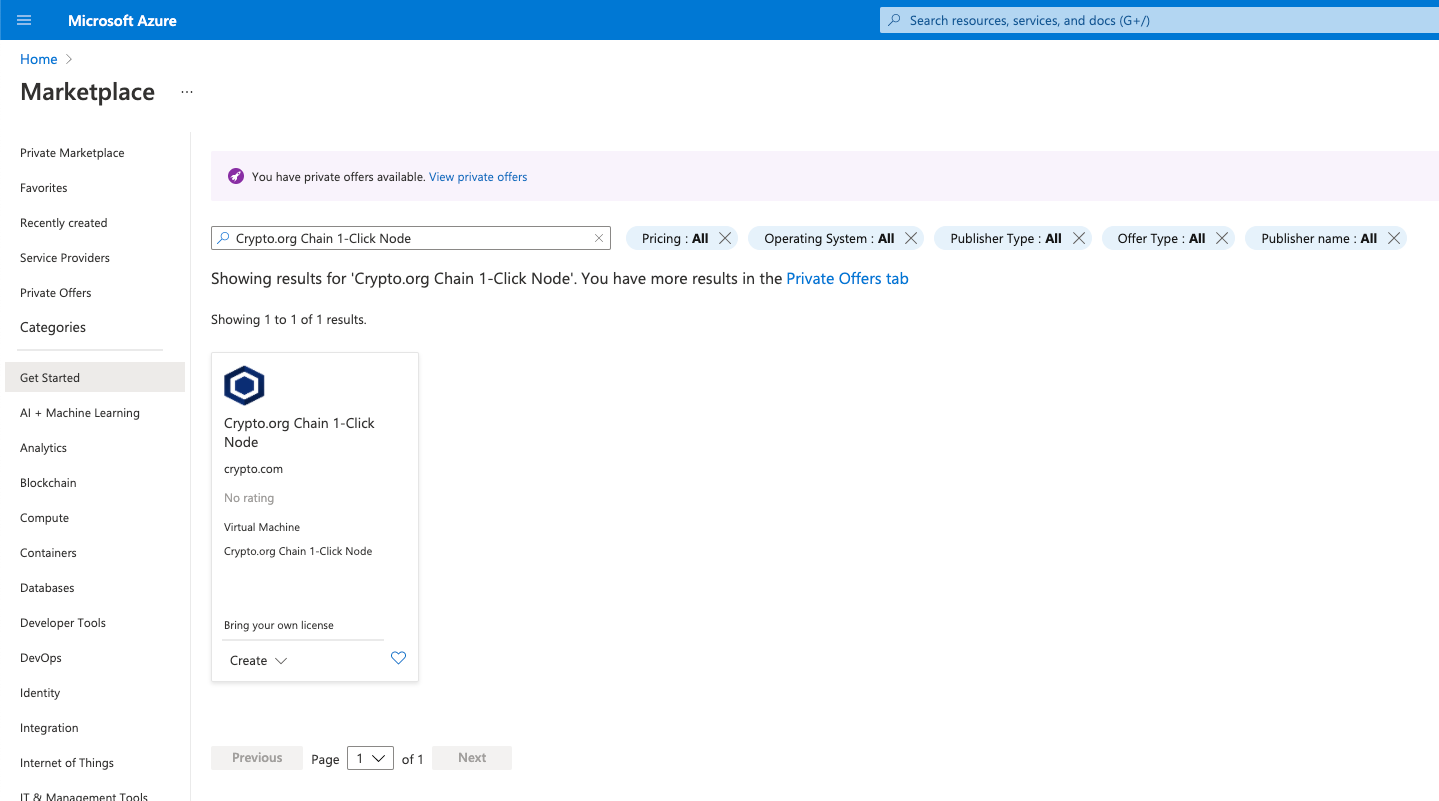 Microsoft Azure
Search resources, services, and docs (G+/)
Home
Marketplace
...
Private Marketplace
Favorites
Recently created
Service Providers
Private Offers
Categories
Get Started
AI + Machine Learning
Analytics
Blockchain
Compute
Containers
Databases
Developer Tools
DevOps
Identity
Integration
Internet of Things
IT & Management Tools
You have private offers available. View private offers
Crypto.org Chain 1-Click Node
Pricing : All
Operating System : All
Publisher Type : All
Offer Type : All
Publisher name : All
Showing results for 'Crypto.org Chain 1-Click Node'. You have more results in the Private Offers tab
Showing 1 to 1 of 1 results.
Crypto.org Chain 1-Click
Node
crypto.com
No rating
Virtual Machine
Crypto.org Chain 1-Click Node
Bring your own license
Create
Previous Page 1 of 1 Next